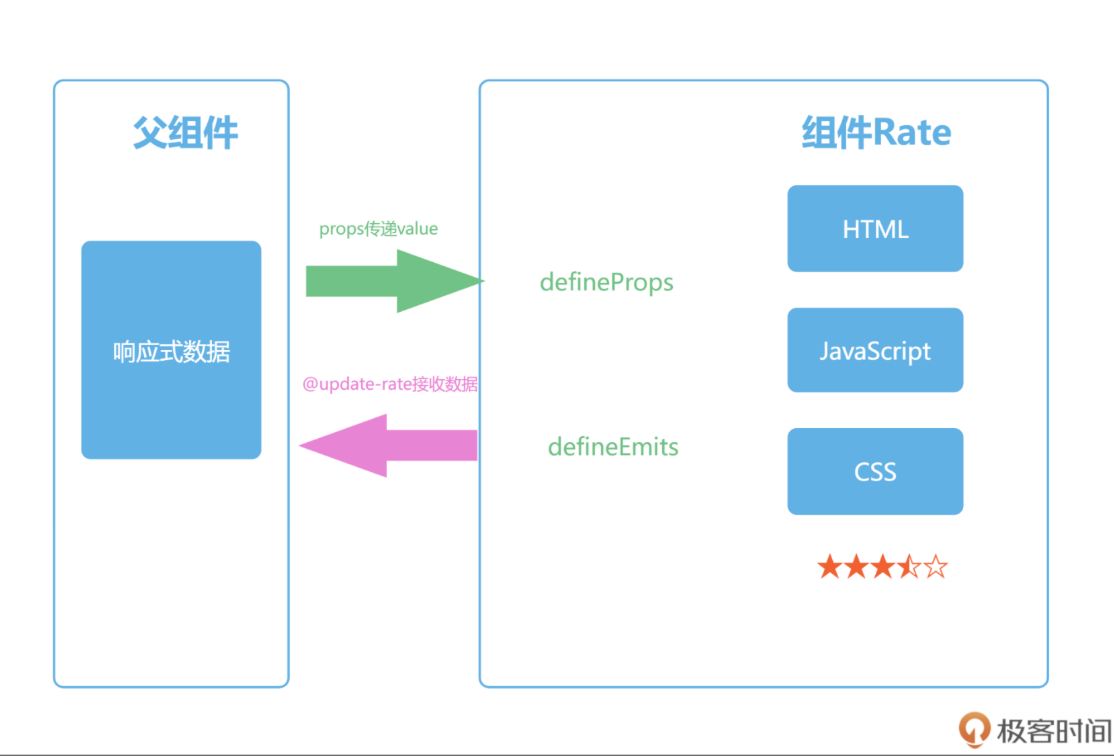 父组件
组件Rate
HTML
props传递value
defineProps
响应式数据
JavaScript
@update-rate接收数据
defineEmits
CSS
极客时间